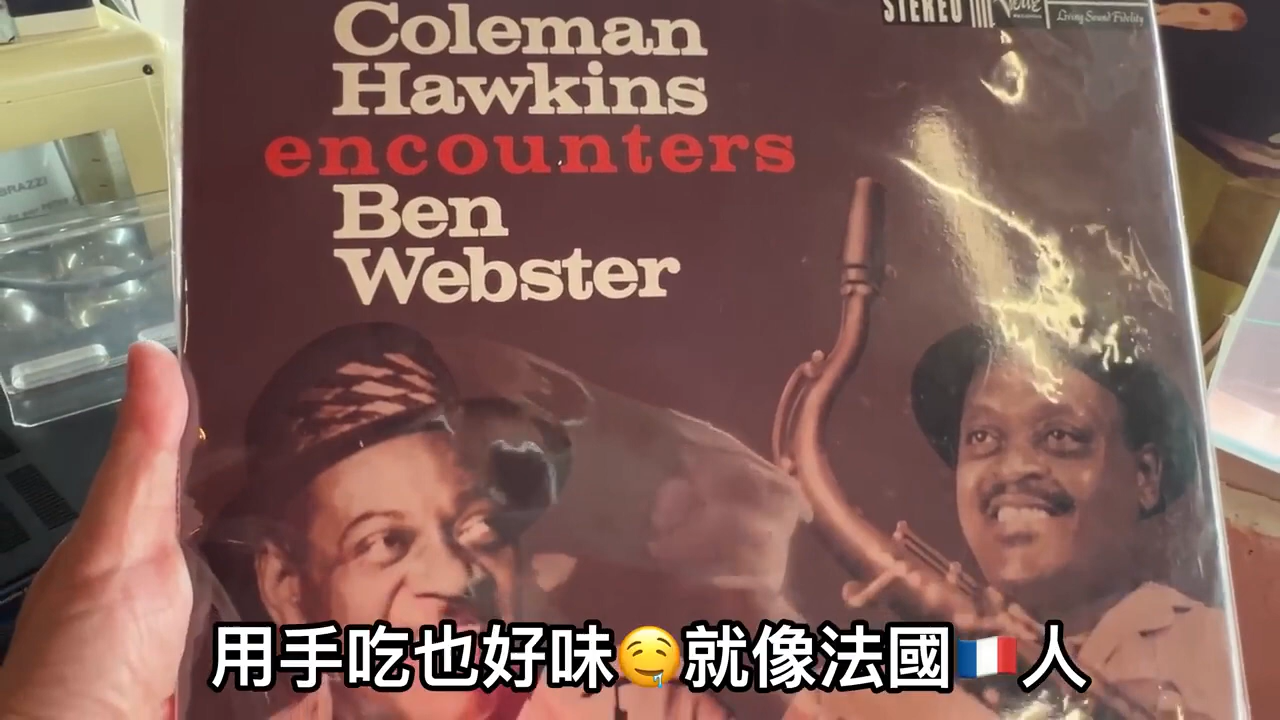 STEREO Verve Living Sound Fidelity
Coleman
Hawkins
encounters
Ben
Webster
BRAZZI
用手吃也好味🤤就像法國🇫🇷人